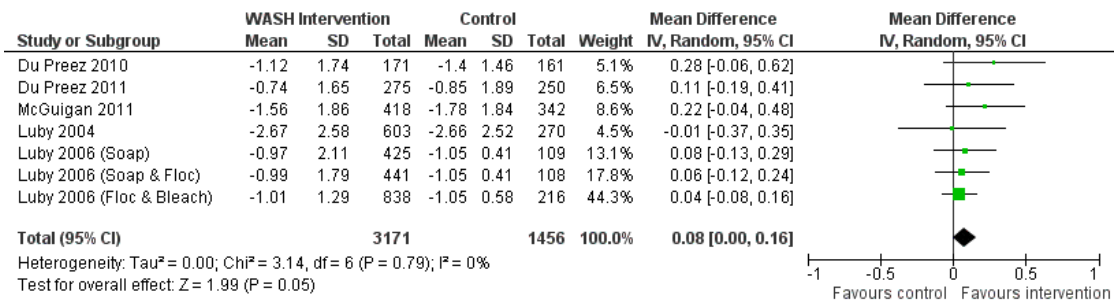 WASH Intervention Control Mean Difference Mean Difference
Study or Subgroup Mean SD Total Mean SD Total Weight IV, Random, 95% CI IV, Random, 95% CI
Du Preez 2010 -1.12 1.74 171 -1.4 1.46 161 5.1% 0.28 [-0.06, 0.62]
Du Preez 2011 -0.74 1.65 275 -0.85 1.89 250 6.5% 0.11 [-0.19, 0.41]
McGuigan 2011 -1.56 1.86 418 -1.78 1.84 342 8.6% 0.22 [-0.04, 0.48]
Luby 2004 -2.67 2.58 603 -2.66 2.52 270 4.5% -0.01 [-0.37, 0.35]
Luby 2006 (Soap) -0.97 2.11 425 -1.05 0.41 109 13.1% 0.08 [-0.13, 0.29]
Luby 2006 (Soap & Floc) -0.99 1.79 441 -1.05 0.41 108 17.8% 0.06 [-0.12, 0.24]
Luby 2006 (Floc & Bleach) -1.01 1.29 838 -1.05 0.58 216 44.3% 0.04 [-0.08, 0.16]
Total (95% CI) 3171 1456 100.0% 0.08 [0.00, 0.16]
Heterogeneity: Tau² = 0.00; Chi² = 3.14, df = 6 (P = 0.79); I² = 0%
Test for overall effect: Z = 1.99 (P = 0.05)
-1 -0.5 0 0.5 1
Favours control Favours intervention